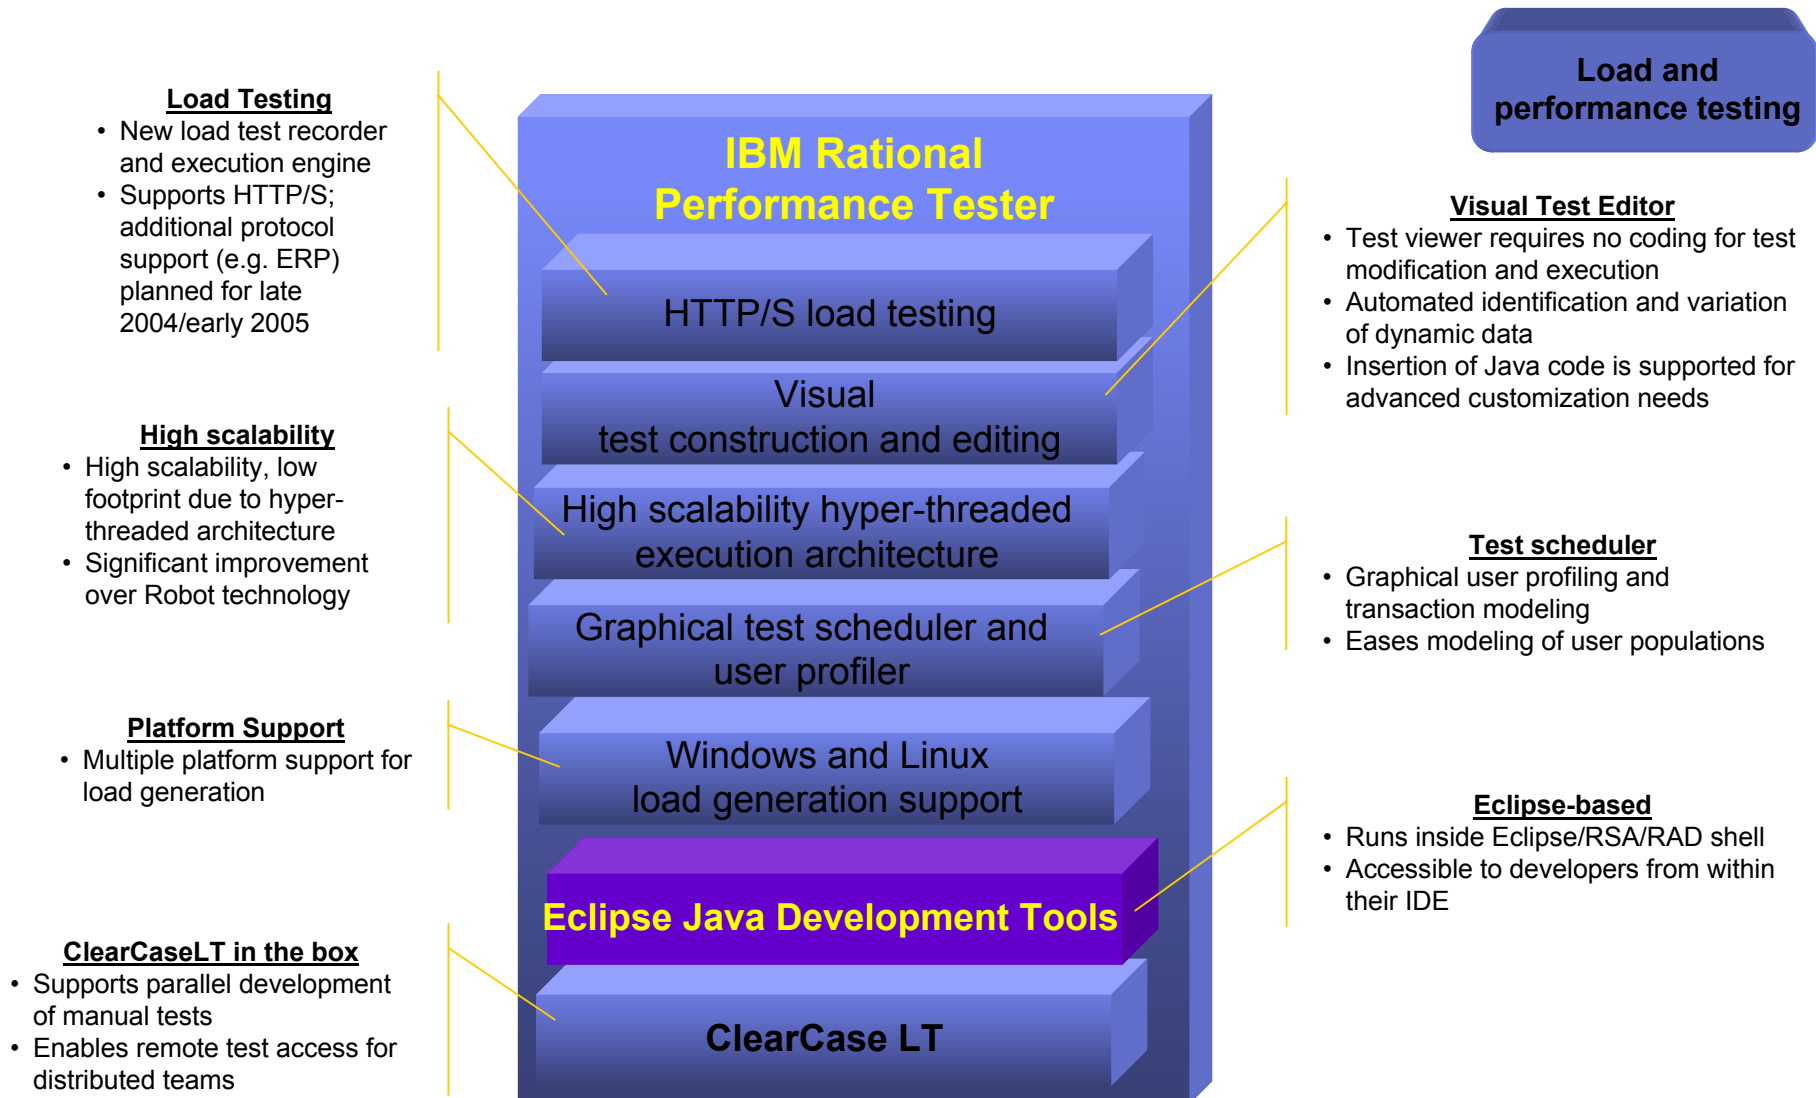 Load and
performance testing
IBM Rational
Performance Tester
HTTP/S load testing
Visual
test construction and editing
High scalability hyper-threaded
execution architecture
Graphical test scheduler and
user profiler
Windows and Linux
load generation support
Eclipse Java Development Tools
ClearCase LT
Load Testing
• New load test recorder
and execution engine
• Supports HTTP/S;
additional protocol
support (e.g. ERP)
planned for late
2004/early 2005
High scalability
• High scalability, low
footprint due to hyper-
threaded architecture
• Significant improvement
over Robot technology
Platform Support
• Multiple platform support for
load generation
ClearCaseLT in the box
• Supports parallel development
of manual tests
• Enables remote test access for
distributed teams
Visual Test Editor
• Test viewer requires no coding for test
modification and execution
• Automated identification and variation
of dynamic data
• Insertion of Java code is supported for
advanced customization needs
Test scheduler
• Graphical user profiling and
transaction modeling
• Eases modeling of user populations
Eclipse-based
• Runs inside Eclipse/RSA/RAD shell
• Accessible to developers from within
their IDE